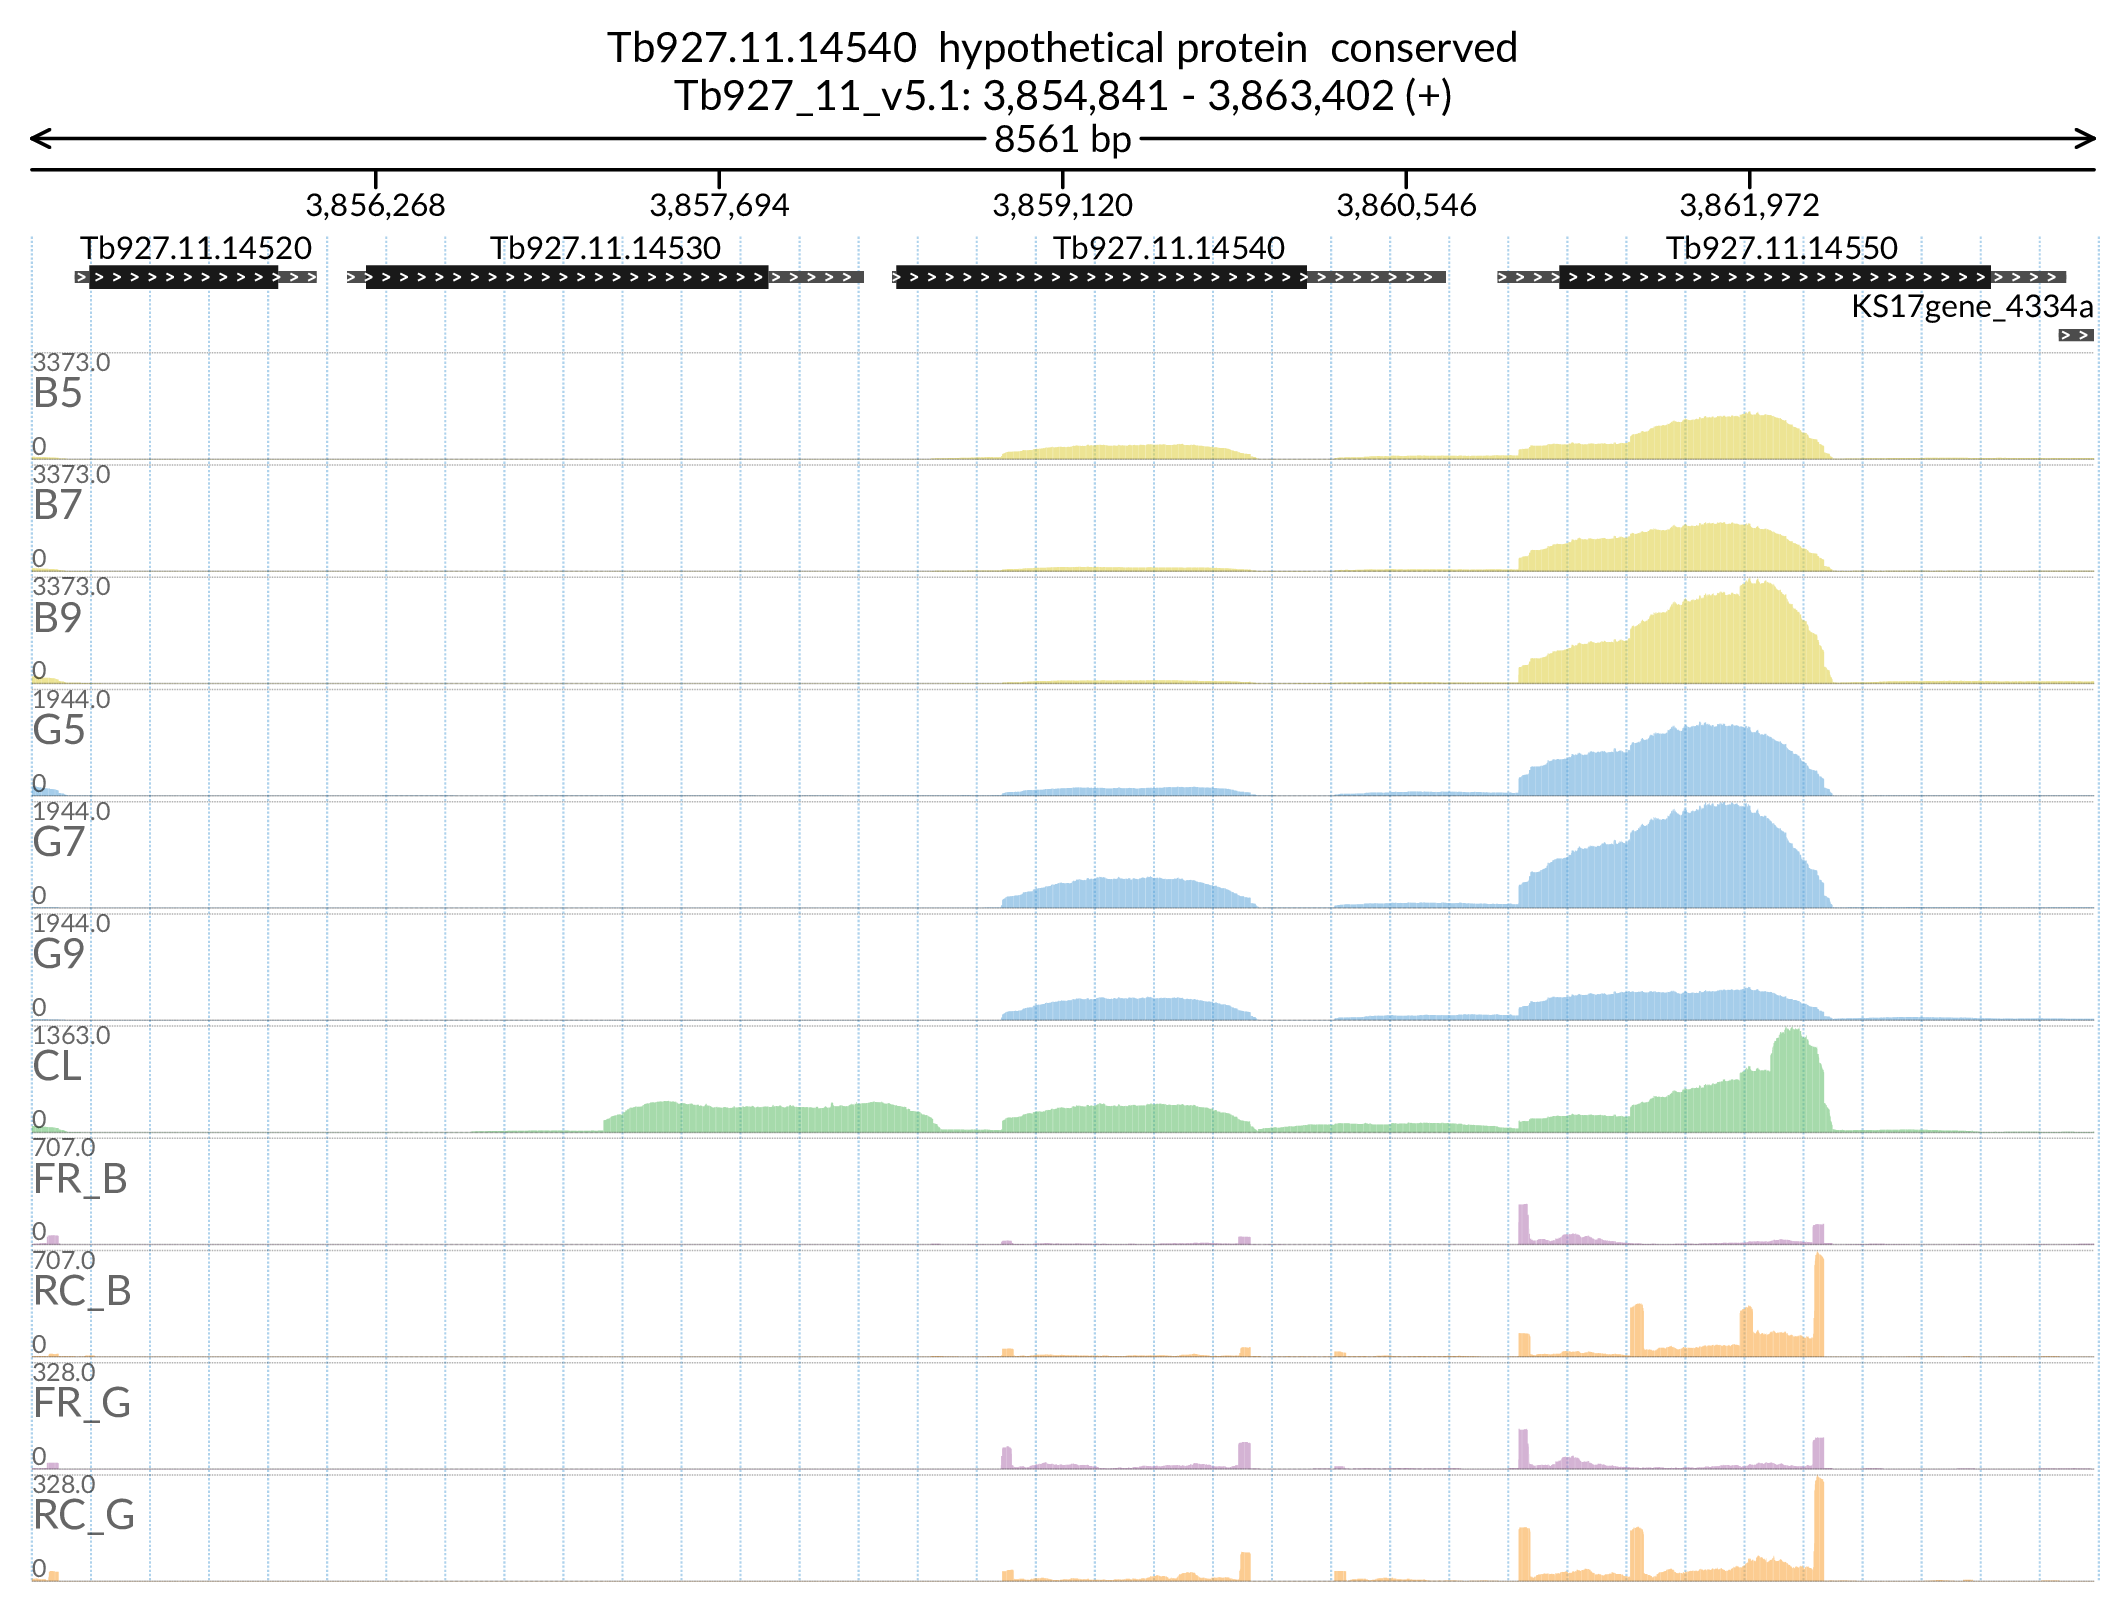 Tb927.11.14540 hypothetical protein conserved
Tb927_11_v5.1: 3,854,841 - 3,863,402 (+)
8561 bp
3,856,268 3,857,694 3,859,120 3,860,546 3,861,972
Tb927.11.14520 Tb927.11.14530 Tb927.11.14540 Tb927.11.14550
KS17gene_4334a
3373.0
B5
0
3373.0
B7
0
3373.0
B9
0
1944.0
G5
0
1944.0
G7
0
1944.0
G9
0
1363.0
CL
0
707.0
FR_B
0
707.0
RC_B
0
328.0
FR_G
0
328.0
RC_G
0